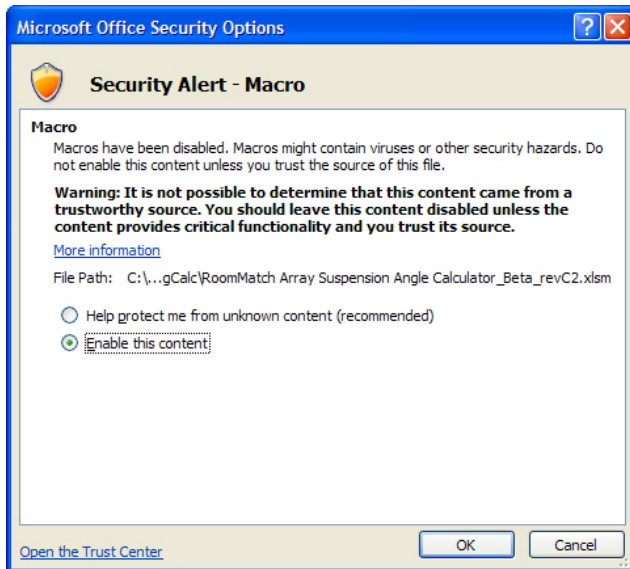 Microsoft Office Security Options
Security Alert - Macro
Macro
Macros have been disabled. Macros might contain viruses or other security hazards. Do
not enable this content unless you trust the source of this file.
Warning: It is not possible to determine that this content came from a
trustworthy source. You should leave this content disabled unless the
content provides critical functionality and you trust its source.
More information
File Path: C:\...gCalc\RoomMatch Array Suspension Angle Calculator_Beta_revC2.xlsm
Help protect me from unknown content (recommended)
Enable this content
Open the Trust Center
OK
Cancel